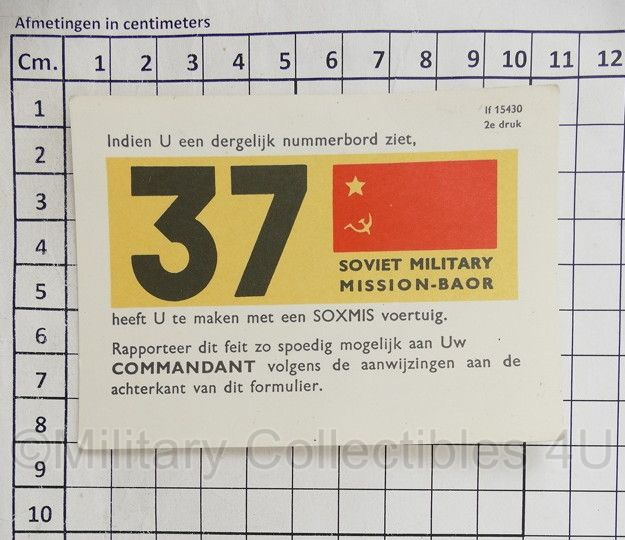 Afmetingen in centimeters
Cm. 1 2 3 4 5 6 7 8 9 10 11 12
1
2
3
4
5
6
7
8
9
10
If 15430
2e druk
Indien U een dergelijk nummerbord ziet,
37
SOVIET MILITARY
MISSION-BAOR
heeft U te maken met een SOXMIS voertuig.
Rapporteer dit feit zo spoedig mogelijk aan Uw
COMMANDANT volgens de aanwijzingen aan de
achterkant van dit formulier.
©Military Collectibles 4U